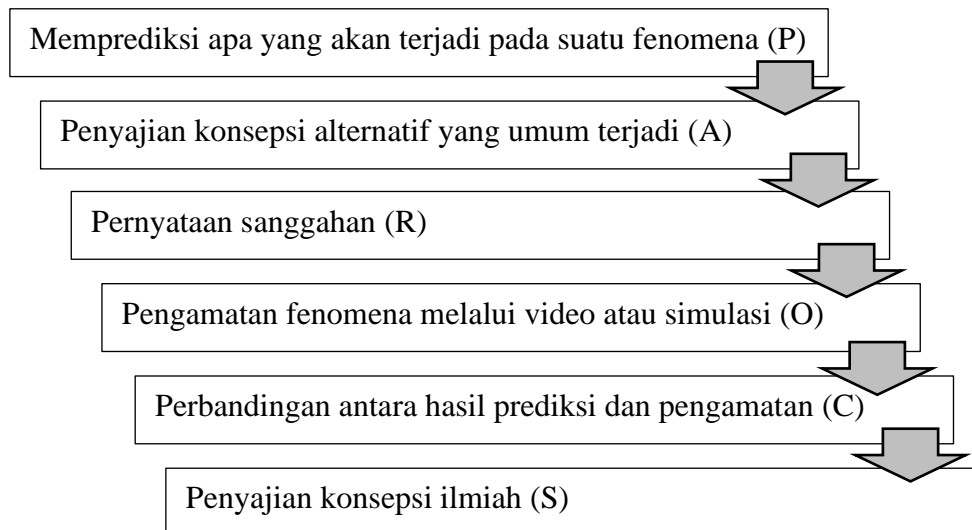 Memprediksi apa yang akan terjadi pada suatu fenomena (P)
Penyajian konsepsi alternatif yang umum terjadi (A)
Pernyataan sanggahan (R)
Pengamatan fenomena melalui video atau simulasi (O)
Perbandingan antara hasil prediksi dan pengamatan (C)
Penyajian konsepsi ilmiah (S)